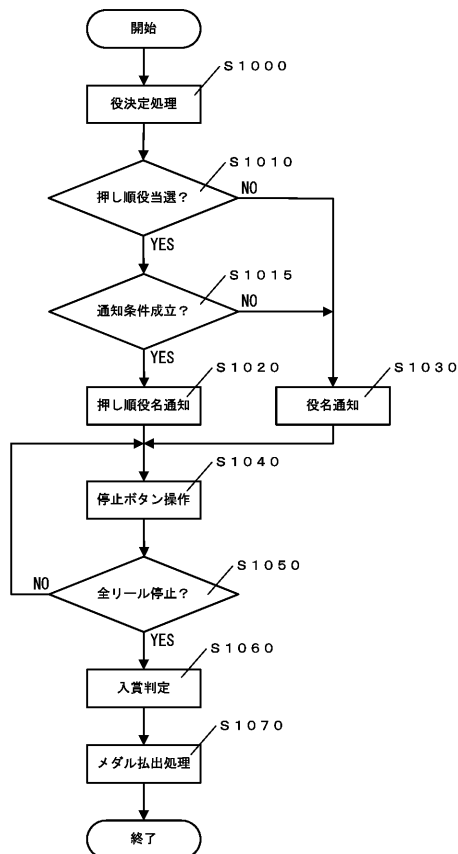 開始
S1000
役決定処理
S1010
押し順役当選?
NO
YES
S1015
通知条件成立?
NO
YES
S1020
押し順役名通知
S1030
役名通知
S1040
停止ボタン操作
S1050
全リール停止?
NO
YES
S1060
入賞判定
S1070
メダル払出処理
終了